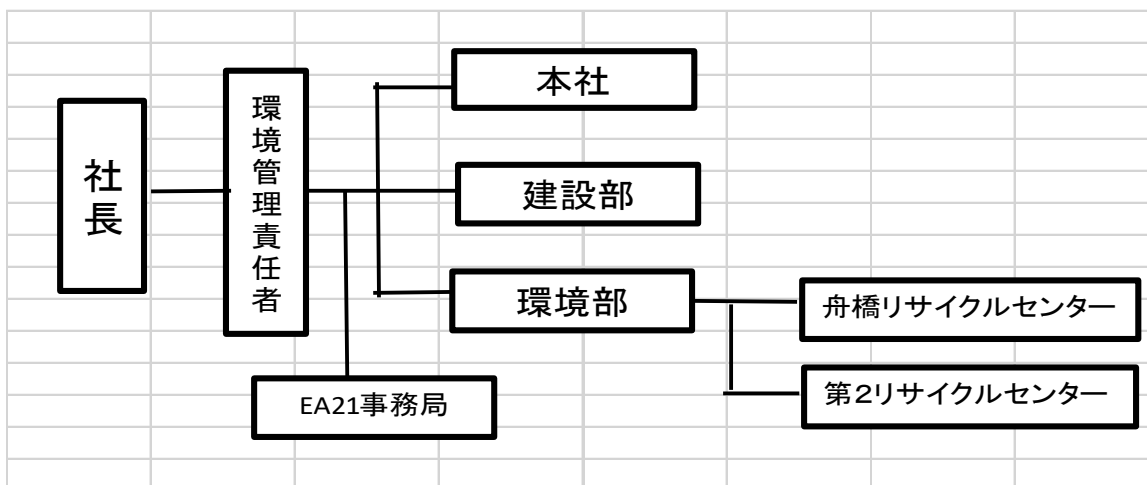 社長
環境管理責任者
本社
建設部
環境部
EA21事務局
舟橋リサイクルセンター
第２リサイクルセンター